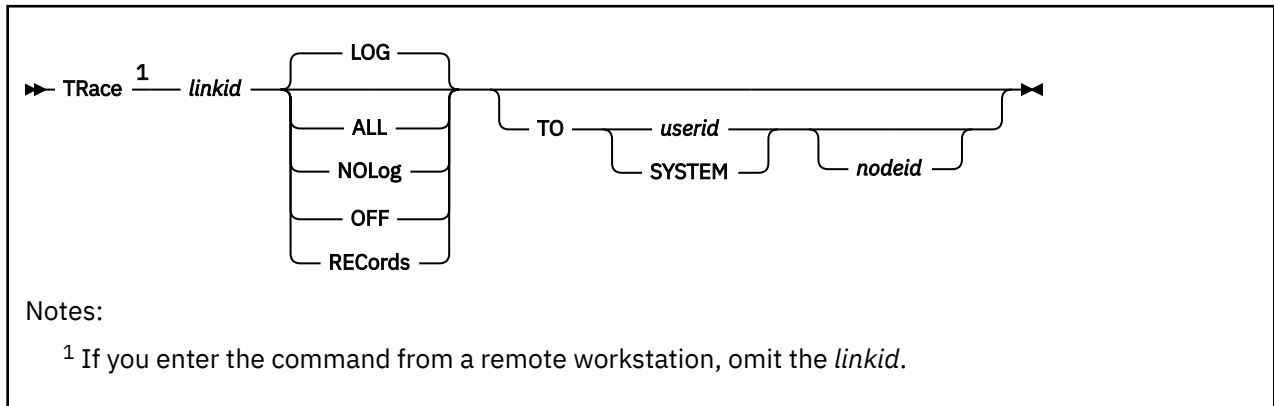 LOG
TRace 1 linkid
ALL
TO userid
NOLog
SYSTEM nodeid
OFF
RECords
Notes:
1 If you enter the command from a remote workstation, omit the linkid.